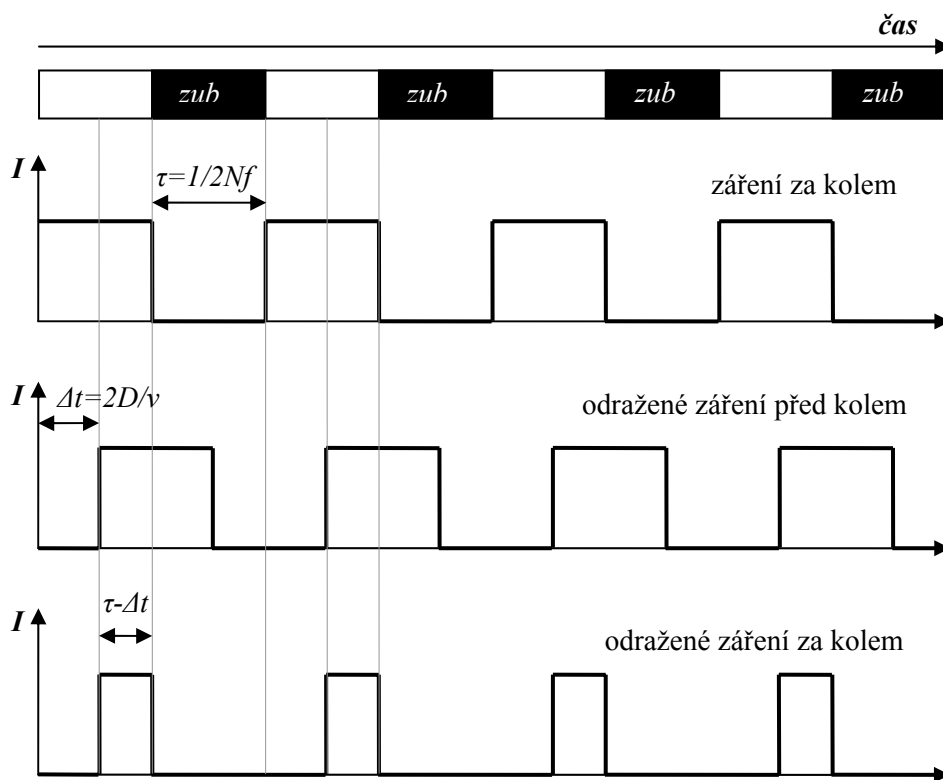 čas
zub zub zub zub
I
τ=1/2Nf
záření za kolem
I
Δt=2D/v
odražené záření před kolem
I
τ-Δt
odražené záření za kolem